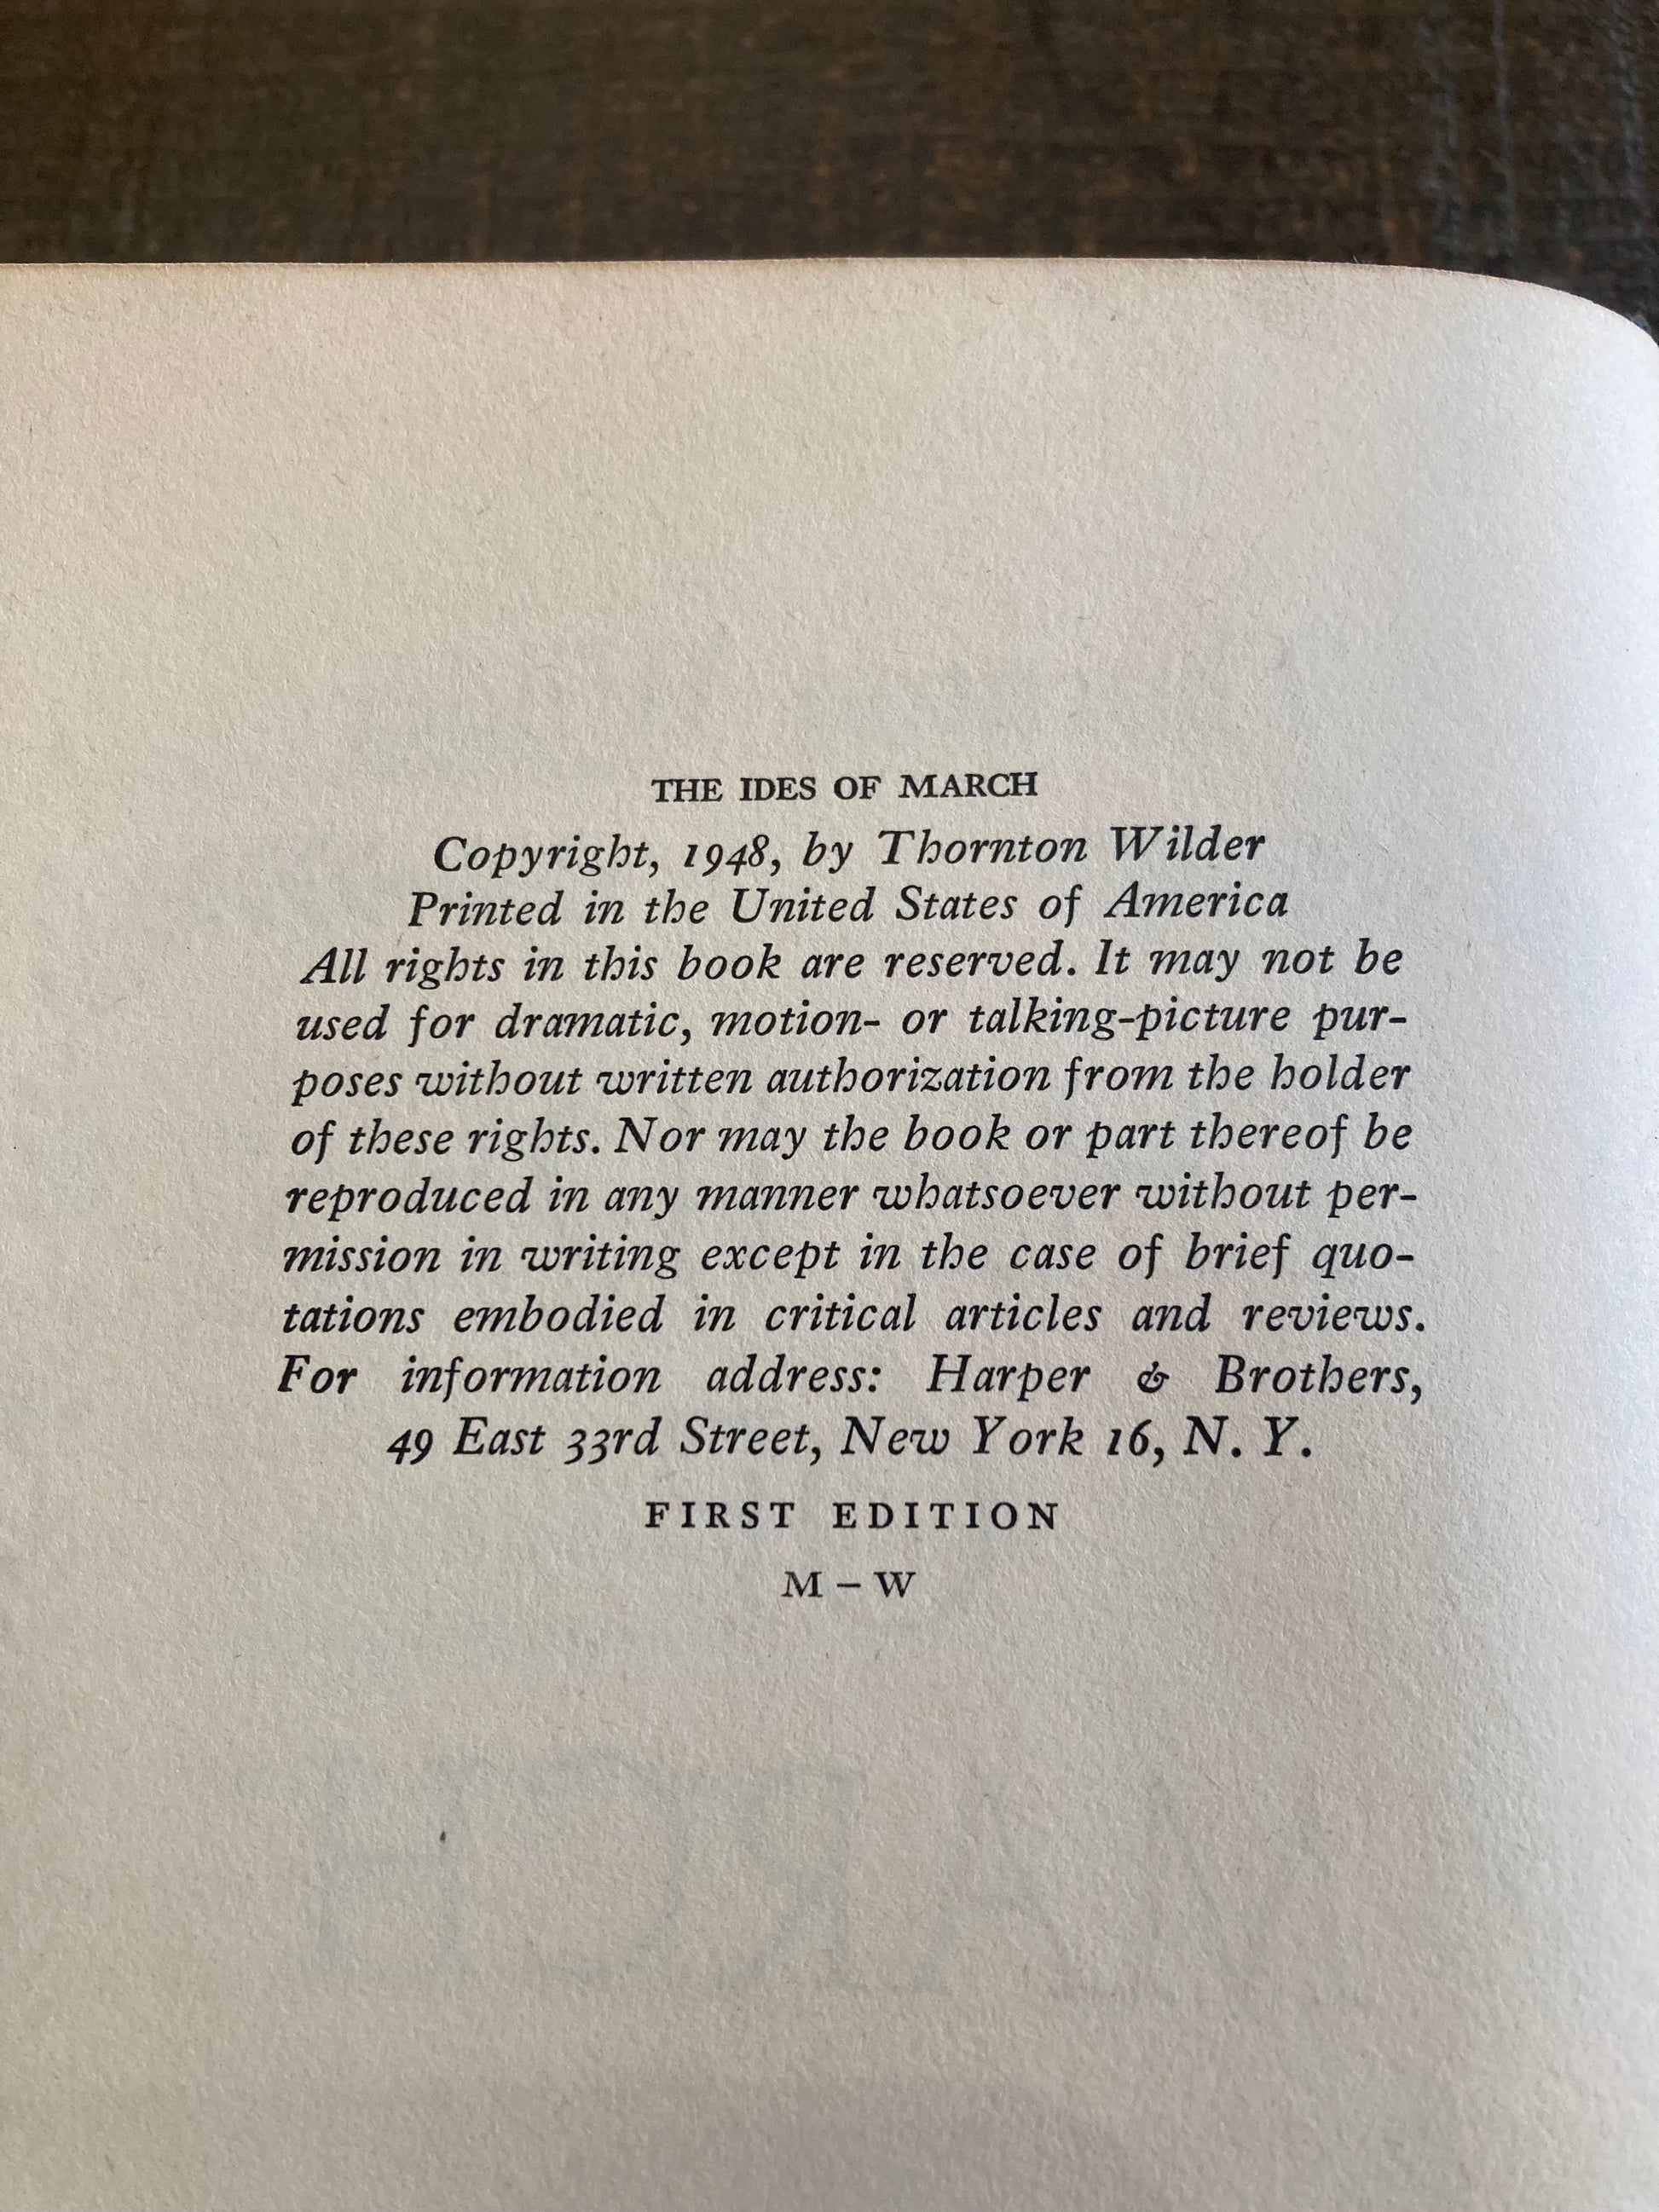 THE IDES OF MARCH
Copyright, 1948, by Thornton Wilder
Printed in the United States of America
All rights in this book are reserved. It may not be
used for dramatic, motion- or talking-picture pur-
poses without written authorization from the holder
of these rights. Nor may the book or part thereof be
reproduced in any manner whatsoever without per-
mission in writing except in the case of brief quo-
tations embodied in critical articles and reviews.
For information address: Harper & Brothers,
49 East 33rd Street, New York 16, N. Y.
FIRST EDITION
M – W